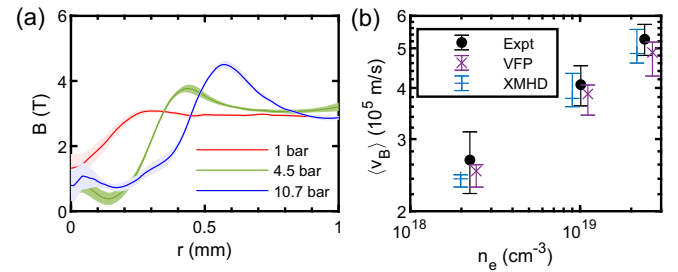 (a)
B (T)
6
4
2
0
1 bar
4.5 bar
10.7 bar
0
0.5
1
r (mm)
(b)
⟨v_B⟩ (10^5 m/s)
6
5
4
3
2
Expt
VFP
XMHD
10^18
10^19
n_e (cm^-3)